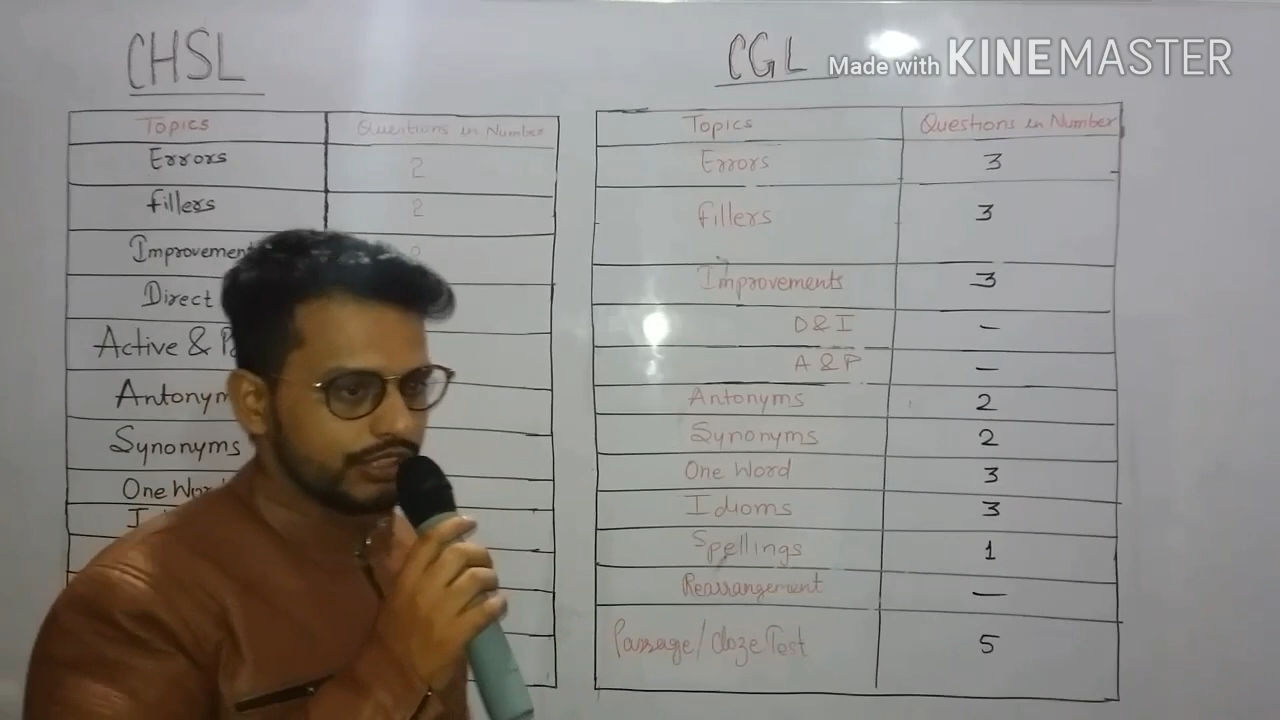 CHSL
Topics Questions in Number
Errors 2
fillers 2
Improvement
Direct
Active &
Antonym
Synonyms
One Wor
CGL
Made with KINEMASTER
Topics Questions in Number
Errors 3
fillers 3
Improvements 3
D & I –
A & P –
Antonyms 2
Synonyms 2
One Word 3
Idioms 3
Spellings 1
Rearrangement —
Passage/Cloze Test 5